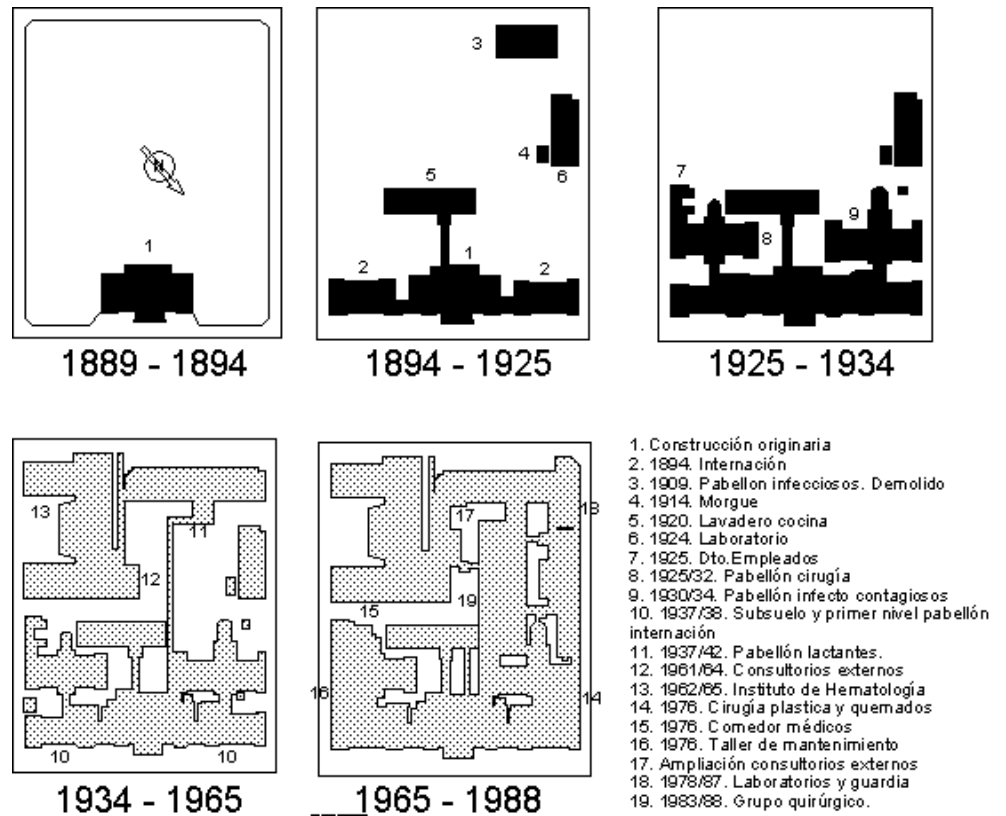 N
1
1889 - 1894
3
4
6
5
2
1
2
1894 - 1925
7
8
9
1925 - 1934
13
11
12
10
10
1934 - 1965
17
18
19
15
16
14
1965 - 1988
1. Construcción originaria
2. 1894. Internación
3. 1909. Pabellon infecciosos. Demolido
4. 1914. Morgue
5. 1920. Lavadero cocina
6. 1924. Laboratorio
7. 1925. Dto.Empleados
8. 1925/32. Pabellón cirugía
9. 1930/34. Pabellón infecto contagiosos
10. 1937/38. Subsuelo y primer nivel pabellón
internación
11. 1937/42. Pabellón lactantes.
12. 1961/64. Consultorios externos
13. 1962/65. Instituto de Hematología
14. 1976. Cirugía plastica y quemados
15. 1976. Comedor médicos
16. 1976. Taller de mantenimiento
17. Ampliación consultorios externos
18. 1978/87. Laboratorios y guardia
19. 1983/88. Grupo quirúrgico.